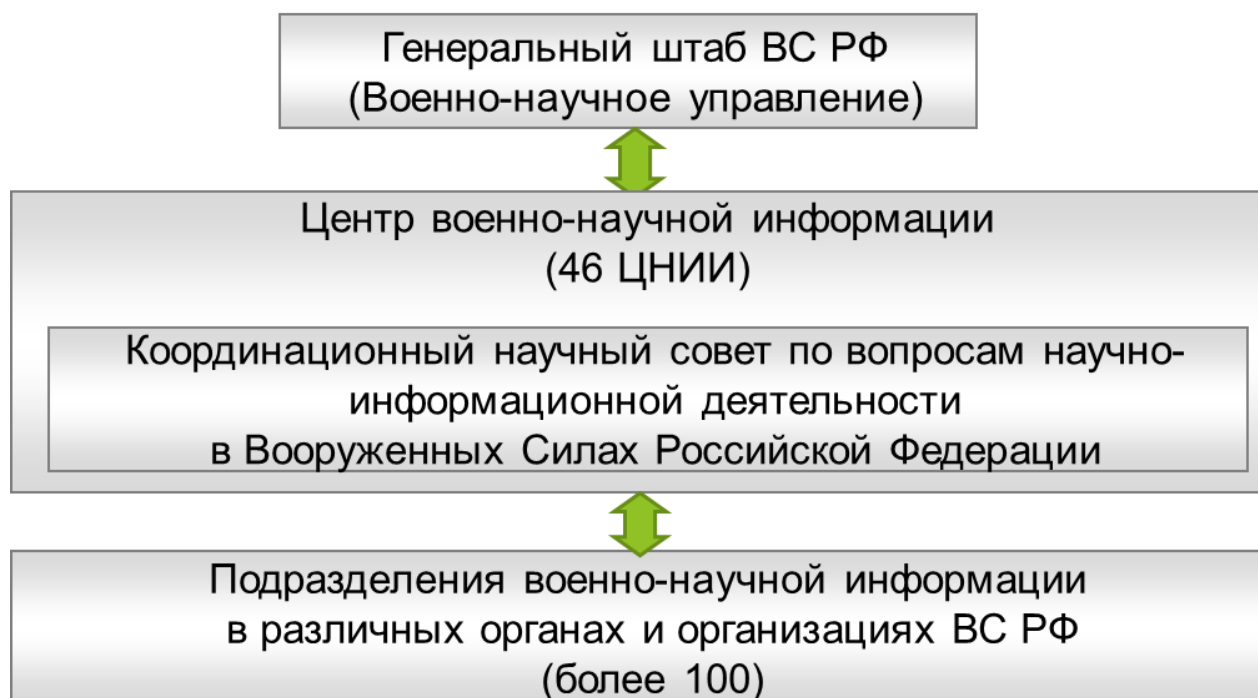 Генеральный штаб ВС РФ
(Военно-научное управление)
Центр военно-научной информации
(46 ЦНИИ)
Координационный научный совет по вопросам научно-
информационной деятельности
в Вооруженных Силах Российской Федерации
Подразделения военно-научной информации
в различных органах и организациях ВС РФ
(более 100)